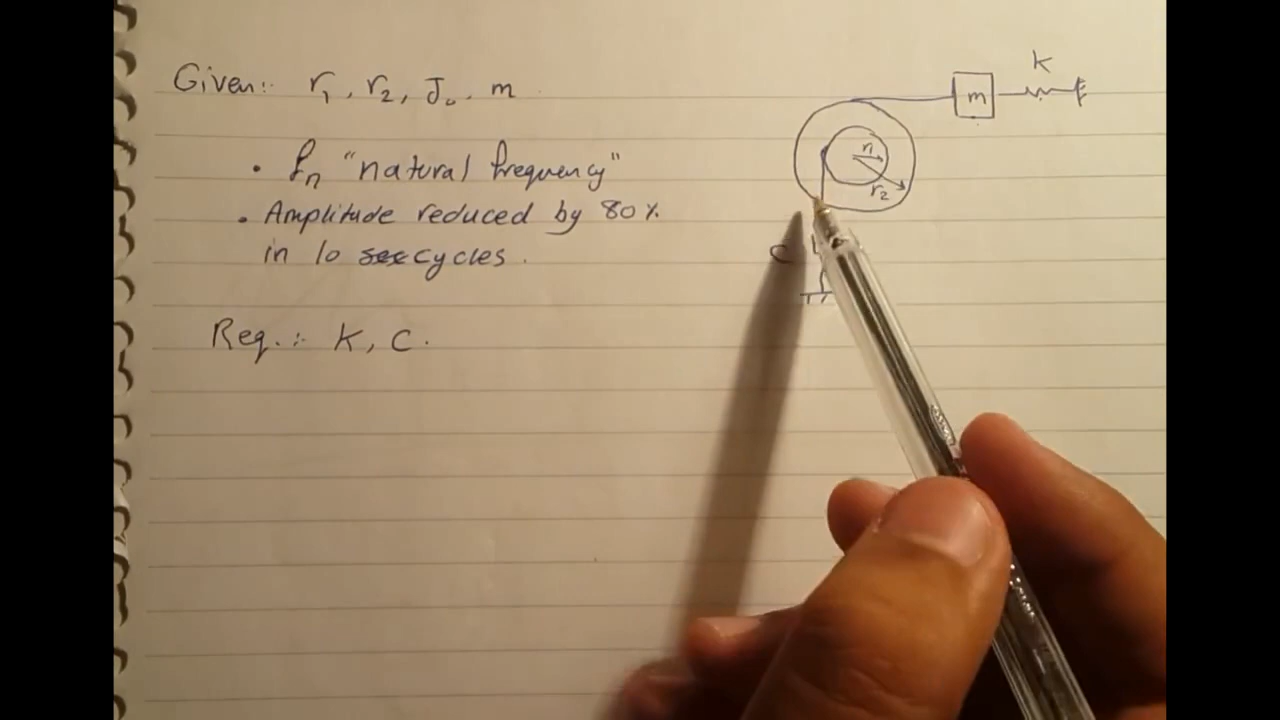 Given:- r₁, r₂, J₀, m
K
m
r₁
r₂
• fn "natural frequency"
• Amplitude reduced by 80%
in 10 cycles.
C
Req.:- K, C.